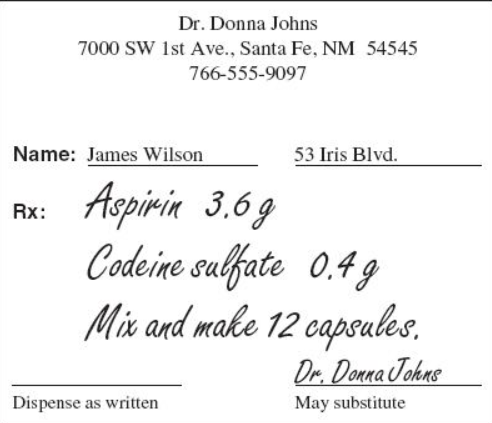 Dr. Donna Johns
7000 SW 1st Ave., Santa Fe, NM 54545
766-555-9097
Name: James Wilson 53 Iris Blvd.
Rx: Aspirin 3.6 g
Codeine sulfate 0.4 g
Mix and make 12 capsules.
Dr. Donna Johns
Dispense as written May substitute